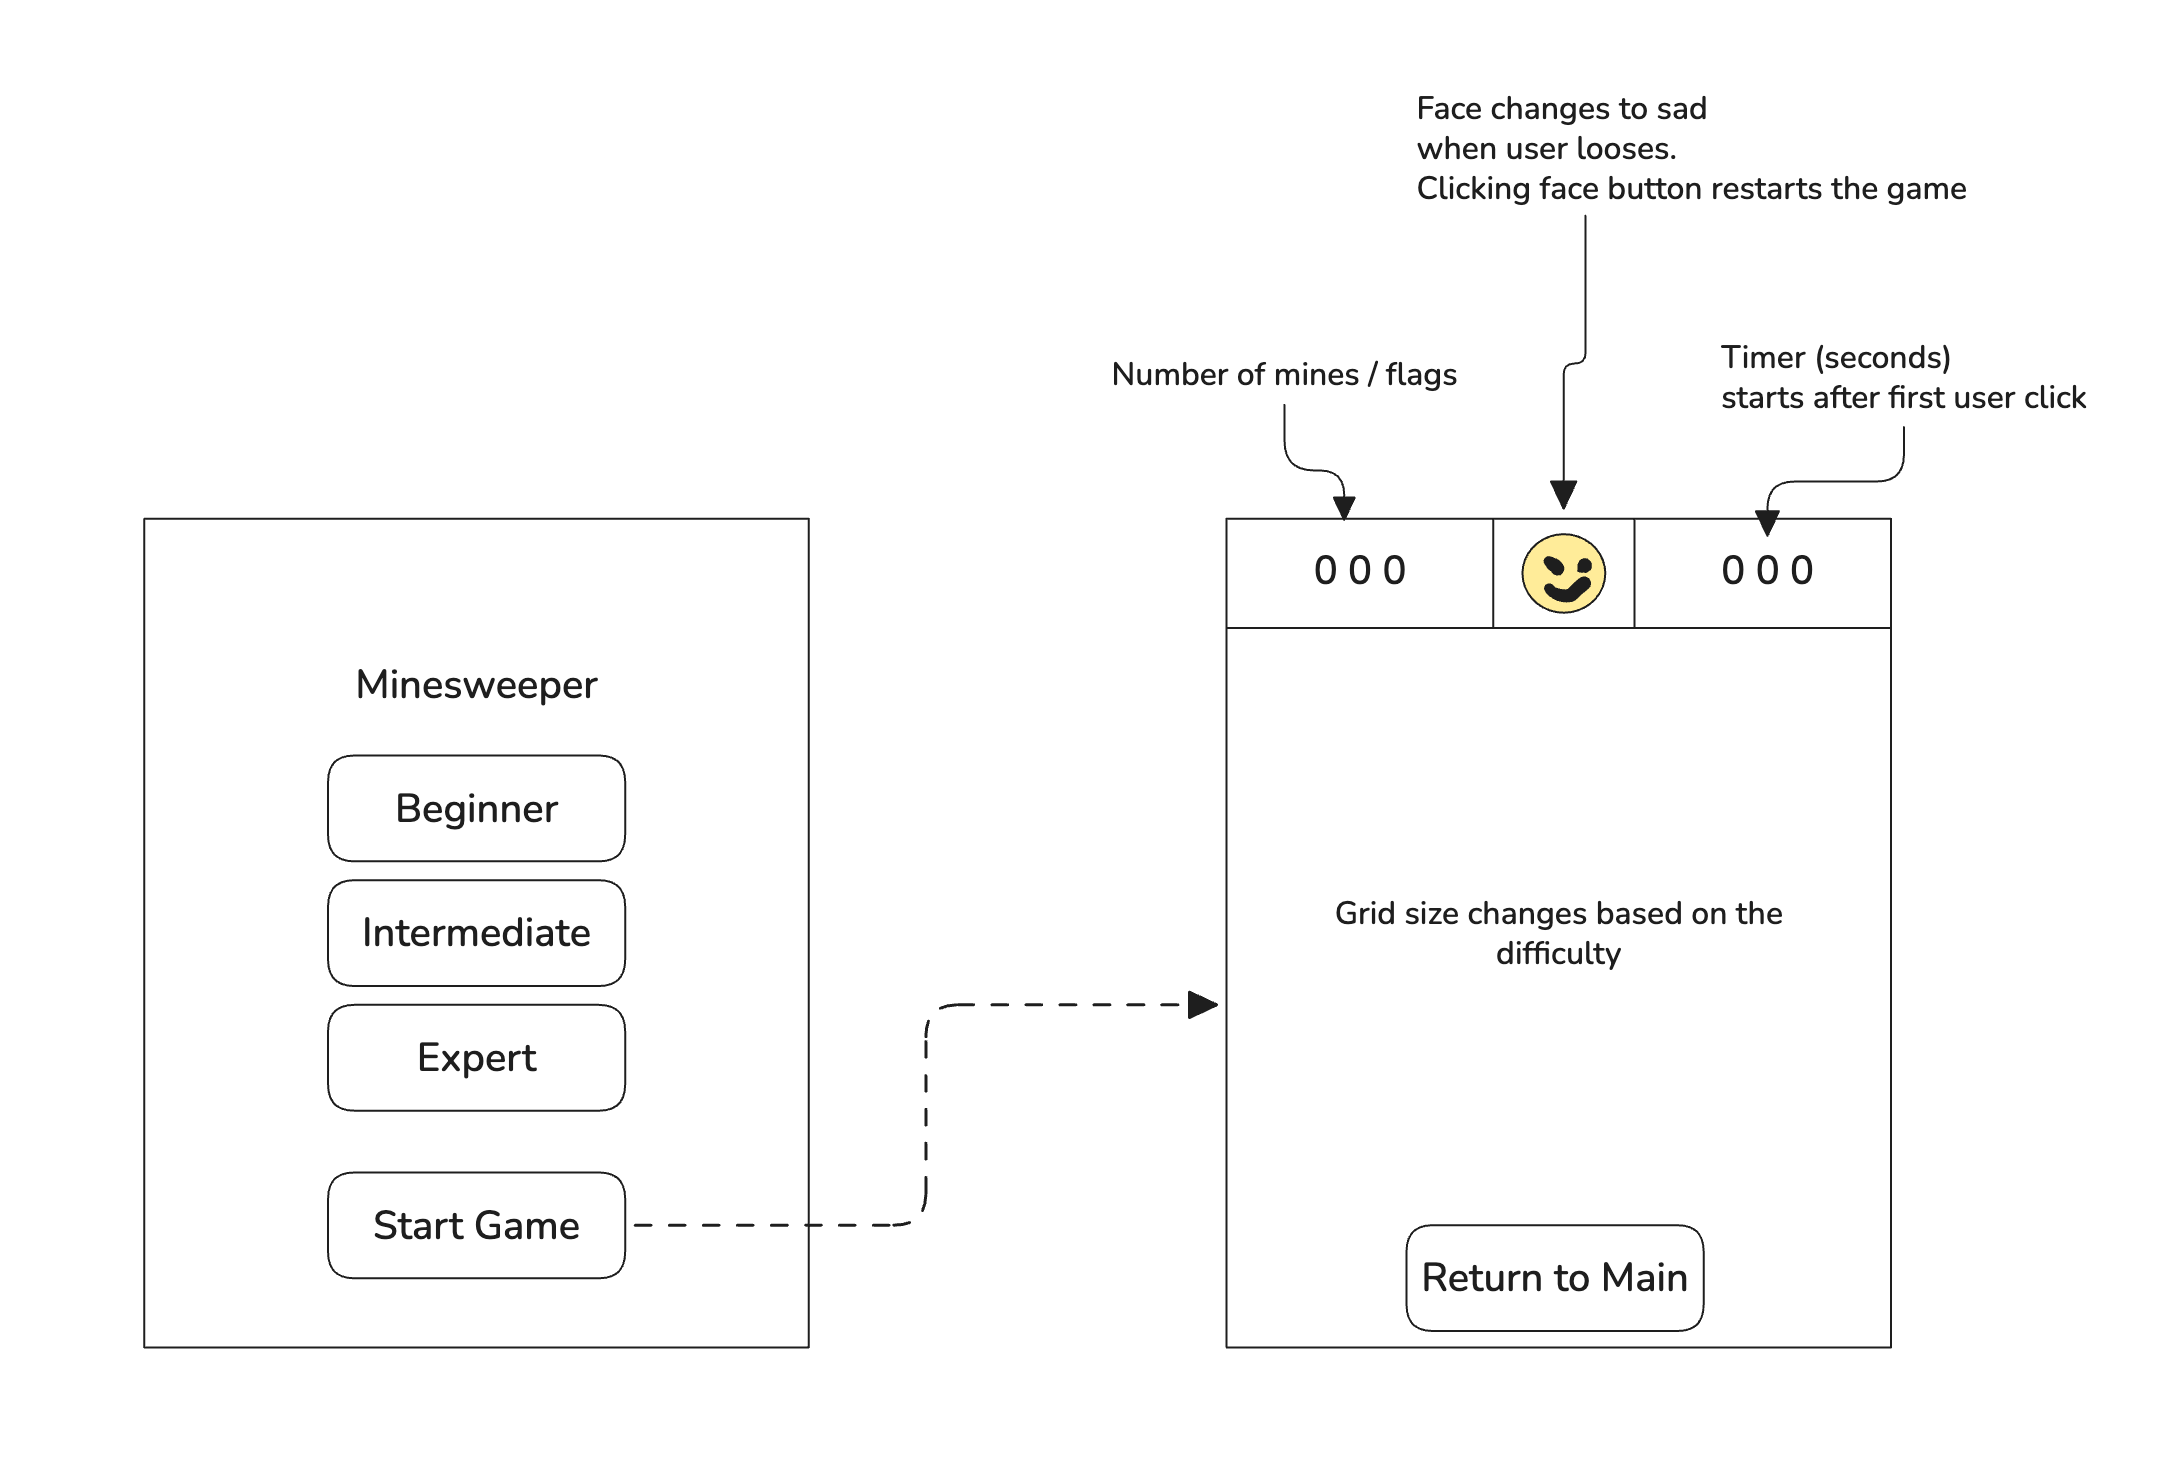 Face changes to sad
when user looses.
Clicking face button restarts the game
Number of mines / flags
Timer (seconds)
starts after first user click
Minesweeper
Beginner
Intermediate
Expert
Start Game
0 0 0
0 0 0
Grid size changes based on the
difficulty
Return to Main